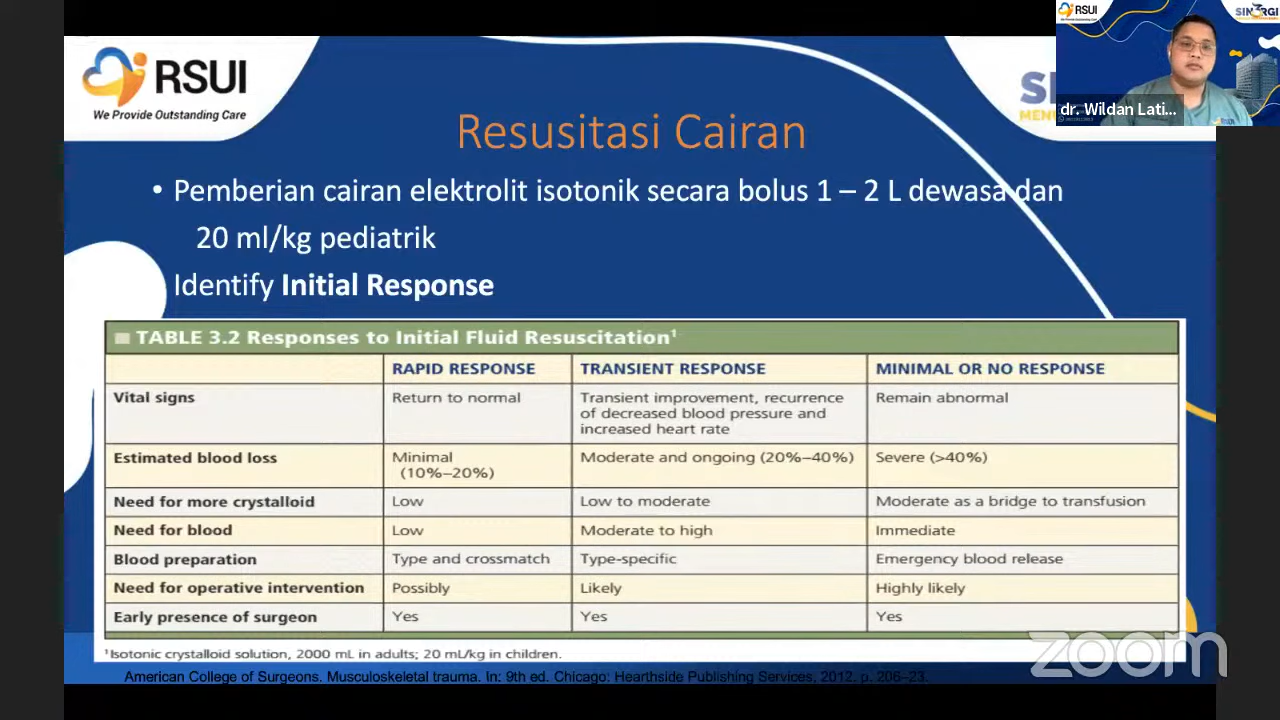 RSUI
We Provide Outstanding Care
RSUI
We Provide Outstanding Care
dr. Wildan Lati...
Resusitasi Cairan
• Pemberian cairan elektrolit isotonik secara bolus 1 – 2 L dewasa dan
20 ml/kg pediatrik
Identify Initial Response
TABLE 3.2 Responses to Initial Fluid Resuscitation¹
RAPID RESPONSE TRANSIENT RESPONSE MINIMAL OR NO RESPONSE
Vital signs Return to normal Transient improvement, recurrence of decreased blood pressure and increased heart rate Remain abnormal
Estimated blood loss Minimal (10%–20%) Moderate and ongoing (20%–40%) Severe (>40%)
Need for more crystalloid Low Low to moderate Moderate as a bridge to transfusion
Need for blood Low Moderate to high Immediate
Blood preparation Type and crossmatch Type-specific Emergency blood release
Need for operative intervention Possibly Likely Highly likely
Early presence of surgeon Yes Yes Yes
¹Isotonic crystalloid solution, 2000 mL in adults; 20 mL/kg in children.
American College of Surgeons. Musculoskeletal trauma. In: 9th ed. Chicago: Hearthside Publishing Services, 2012. p. 206–23.
zoom